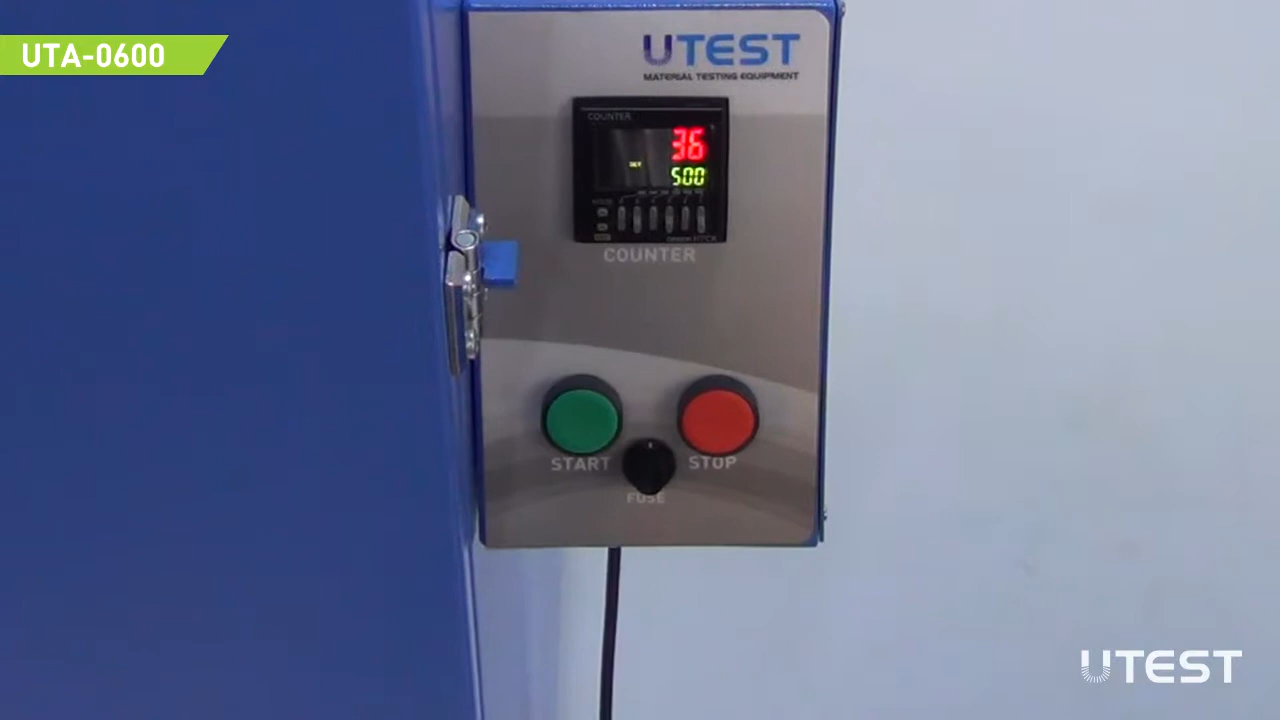 UTA-0600
UTEST
MATERIAL TESTING EQUIPMENT
COUNTER
36
500
COUNTER
START
STOP
FUSE
UTEST